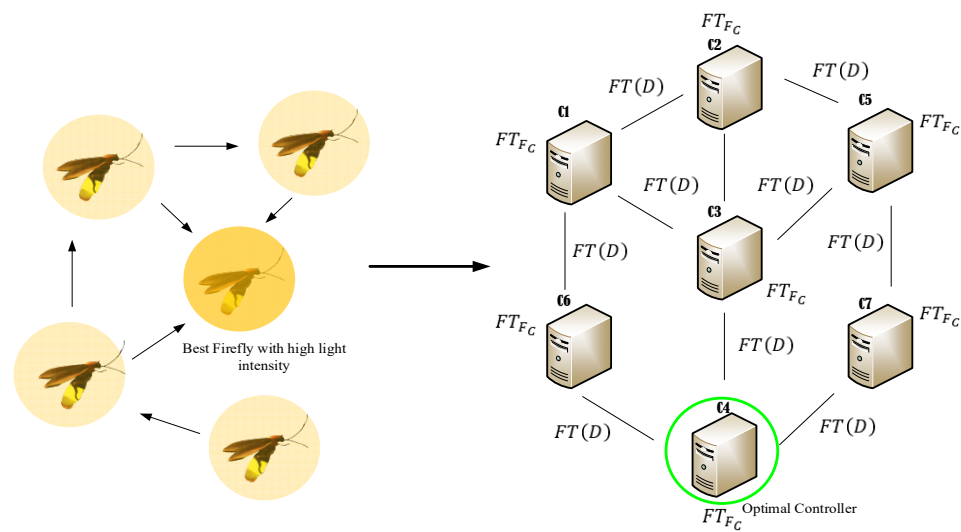 Best Firefly with high light
intensity
FT_{F_C}
C2
FT(D)
FT(D)
C1
C5
FT_{F_C}
FT_{F_C}
FT(D)
FT(D)
C3
FT(D)
FT(D)
C6
FT_{F_C}
C7
FT_{F_C}
FT_{F_C}
FT(D)
C4
FT(D)
FT(D)
Optimal Controller
FT_{F_C}